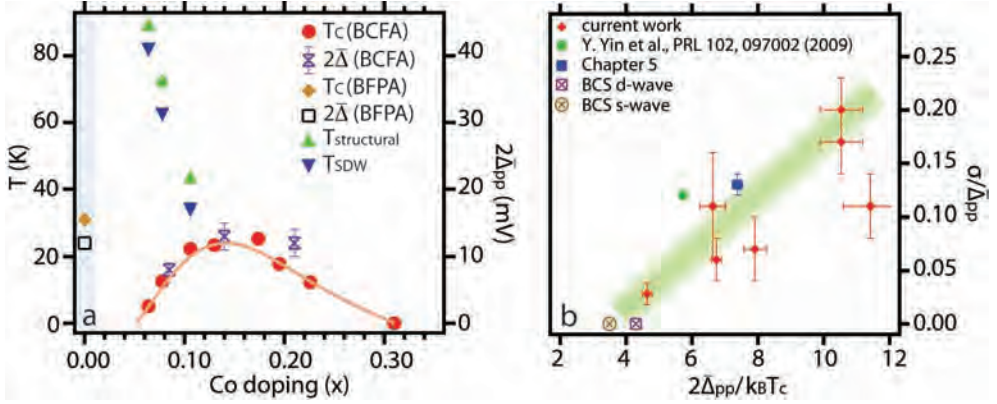 80
60
40
20
0
T (K)
Tc (BCFA)
2Δ̄ (BCFA)
Tc (BFPA)
2Δ̄ (BFPA)
Tstructural
TSDW
40
30
20
10
0
2Δ̄pp (mV)
a
0.00 0.10 0.20 0.30
Co doping (x)
current work
Y. Yin et al., PRL 102, 097002 (2009)
Chapter 5
BCS d-wave
BCS s-wave
0.25
0.20
0.15
0.10
0.05
0.00
σ/Δ̄pp
b
2 4 6 8 10 12
2Δ̄pp/kBTc